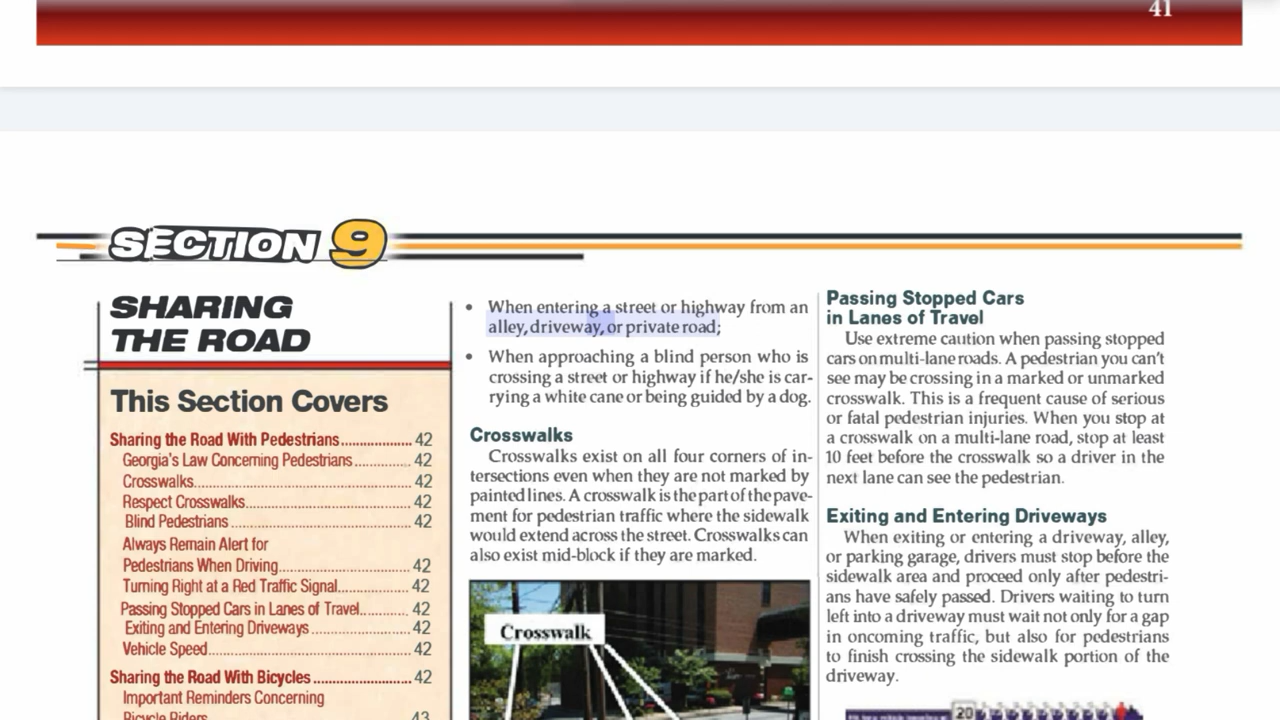 41
SECTION 9
SHARING
THE ROAD
This Section Covers
Sharing the Road With Pedestrians.................. 42
Georgia's Law Concerning Pedestrians.............. 42
Crosswalks.................................................... 42
Respect Crosswalks........................................ 42
Blind Pedestrians............................................ 42
Always Remain Alert for
Pedestrians When Driving................................ 42
Turning Right at a Red Traffic Signal.................. 42
Passing Stopped Cars in Lanes of Travel............ 42
Exiting and Entering Driveways........................ 42
Vehicle Speed................................................ 42
Sharing the Road With Bicycles........................ 42
Important Reminders Concerning
Bicycle Riders................................................ 43
• When entering a street or highway from an
alley, driveway, or private road;
• When approaching a blind person who is
crossing a street or highway if he/she is car-
rying a white cane or being guided by a dog.
Crosswalks
Crosswalks exist on all four corners of in-
tersections even when they are not marked by
painted lines. A crosswalk is the part of the pave-
ment for pedestrian traffic where the sidewalk
would extend across the street. Crosswalks can
also exist mid-block if they are marked.
Crosswalk
Passing Stopped Cars
in Lanes of Travel
Use extreme caution when passing stopped
cars on multi-lane roads. A pedestrian you can't
see may be crossing in a marked or unmarked
crosswalk. This is a frequent cause of serious
or fatal pedestrian injuries. When you stop at
a crosswalk on a multi-lane road, stop at least
10 feet before the crosswalk so a driver in the
next lane can see the pedestrian.
Exiting and Entering Driveways
When exiting or entering a driveway, alley,
or parking garage, drivers must stop before the
sidewalk area and proceed only after pedestri-
ans have safely passed. Drivers waiting to turn
left into a driveway must wait not only for a gap
in oncoming traffic, but also for pedestrians
to finish crossing the sidewalk portion of the
driveway.
20